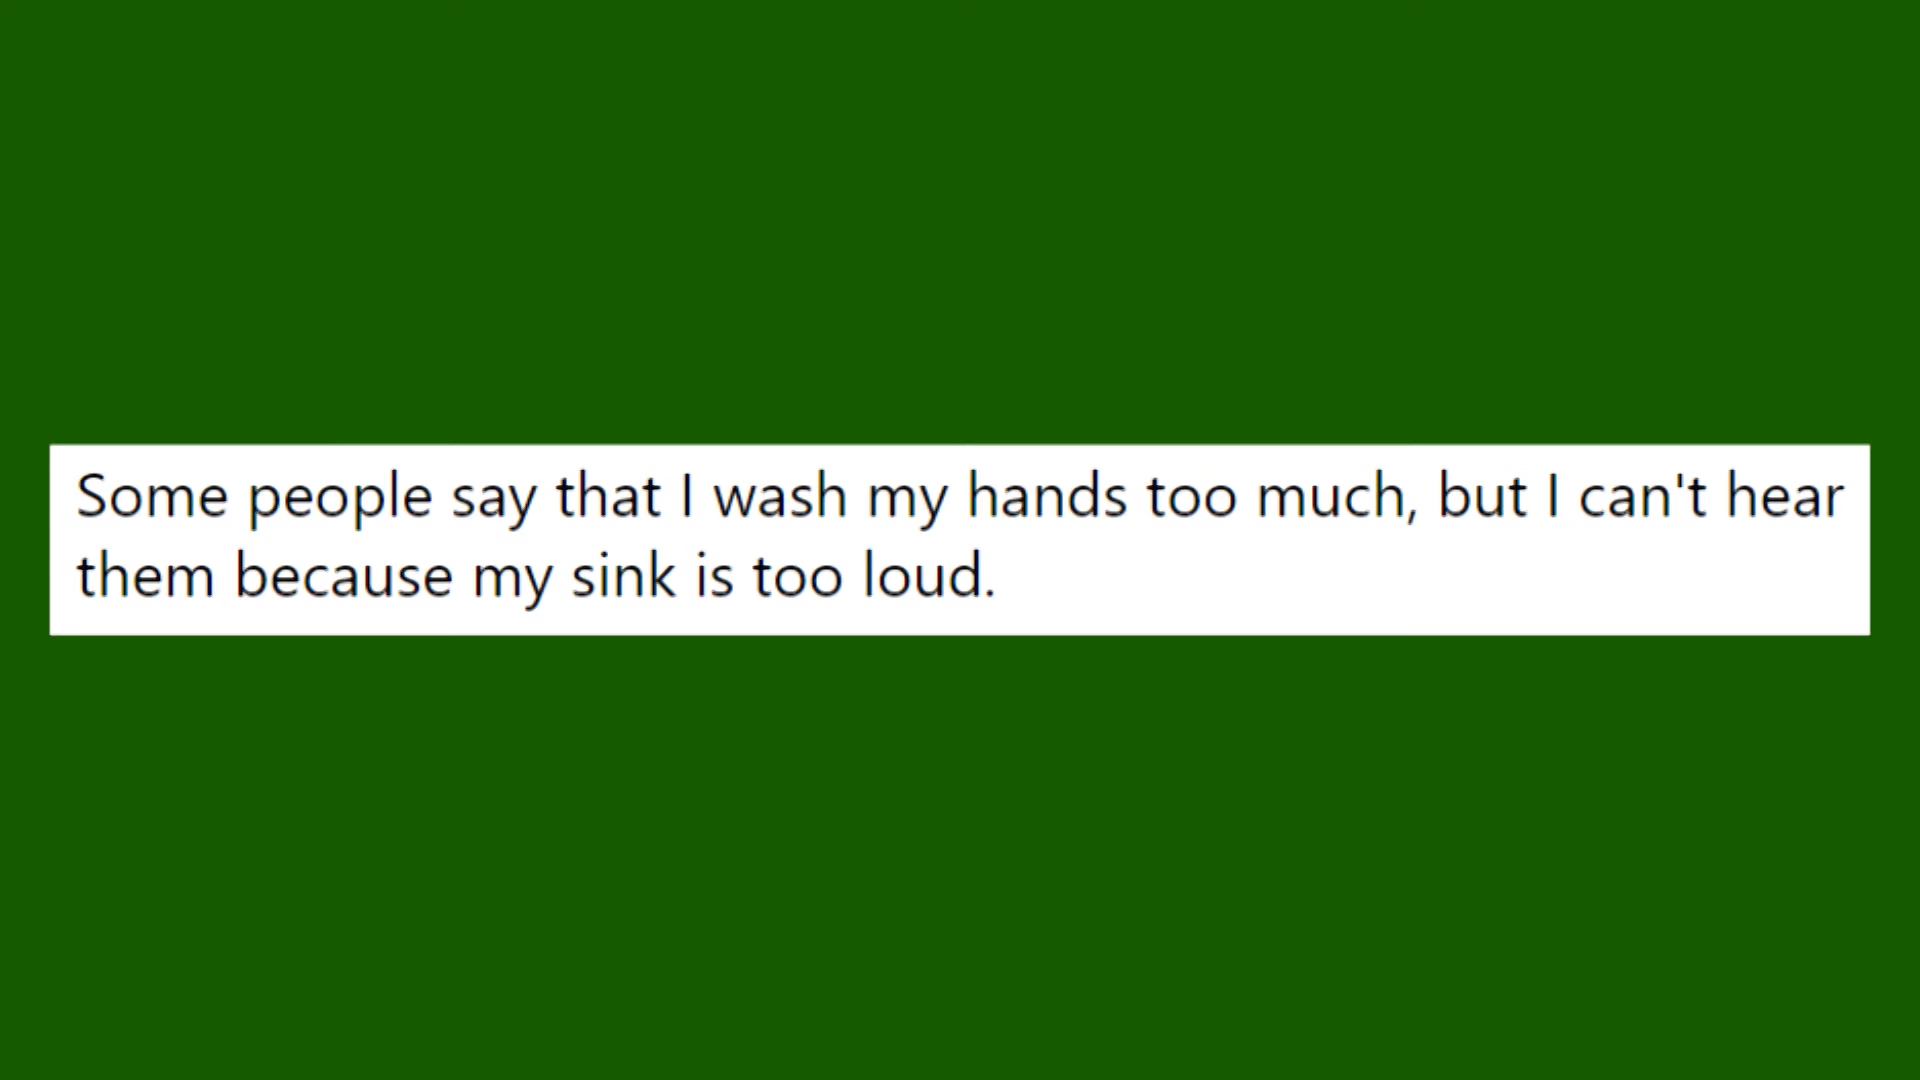 Some people say that I wash my hands too much, but I can't hear
them because my sink is too loud.